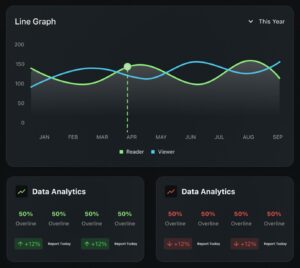 Line Graph
This Year
200
150
100
50
0
JAN FEB MAR APR MAY JUN JUL AUG SEP
Reader Viewer
Data Analytics
50% 50% 50%
Overline Overline Overline
+12% Report Today +12% Report Today
Data Analytics
50% 50% 50%
Overline Overline Overline
+12% Report Today +12% Report Today